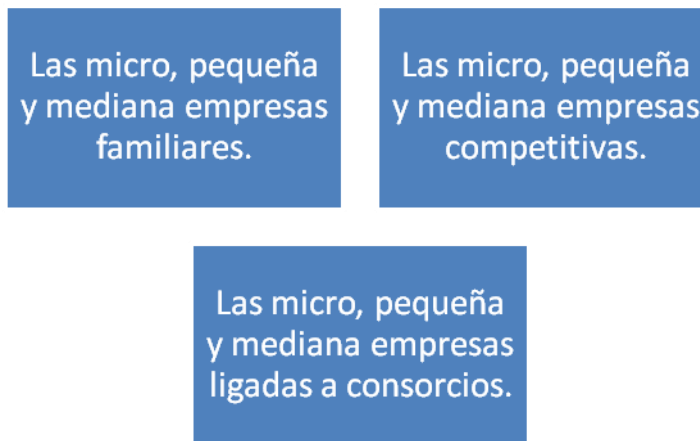 Las micro, pequeña
y mediana empresas
familiares.
Las micro, pequeña
y mediana empresas
competitivas.
Las micro, pequeña
y mediana empresas
ligadas a consorcios.